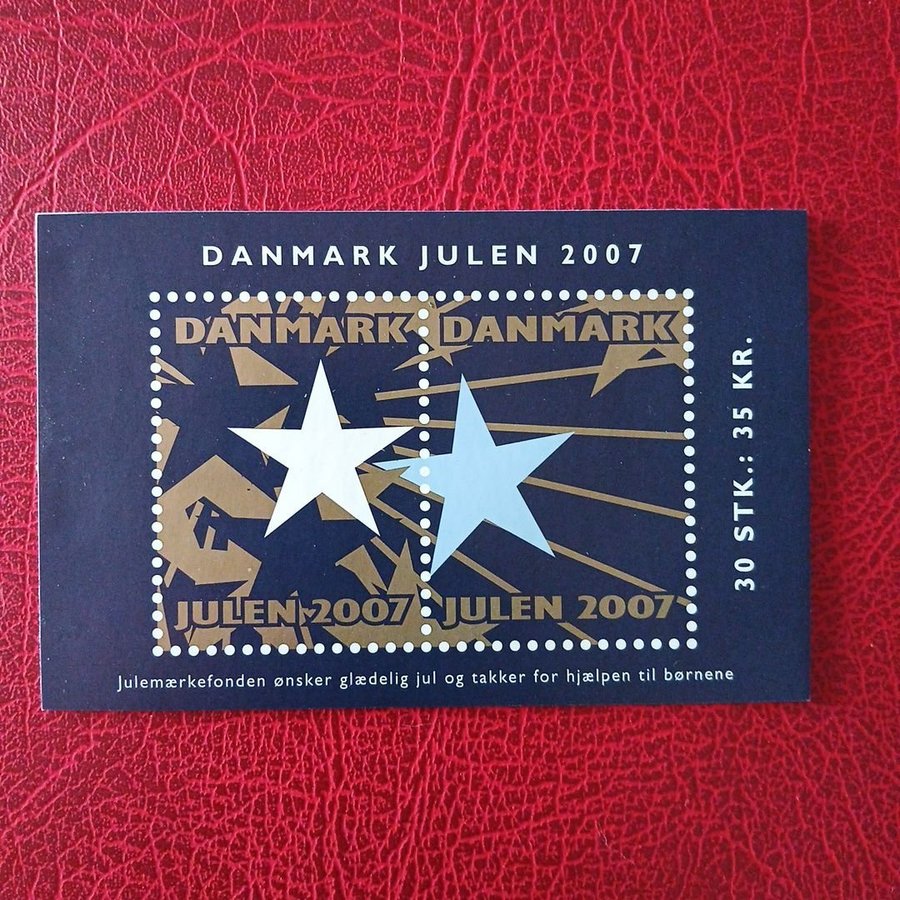 DANMARK JULEN 2007
DANMARK DANMARK
JULEN 2007 JULEN 2007
30 STK.: 35 KR.
Julemærkefonden ønsker glædelig jul og takker for hjælpen til børnene